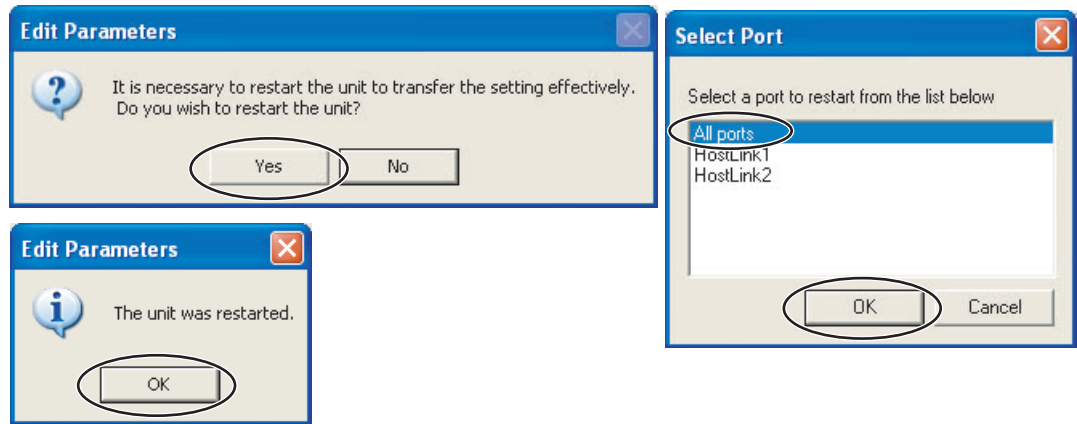 Edit Parameters
It is necessary to restart the unit to transfer the setting effectively.
Do you wish to restart the unit?
Yes
No
Select Port
Select a port to restart from the list below
All ports
HostLink1
HostLink2
OK
Cancel
Edit Parameters
The unit was restarted.
OK